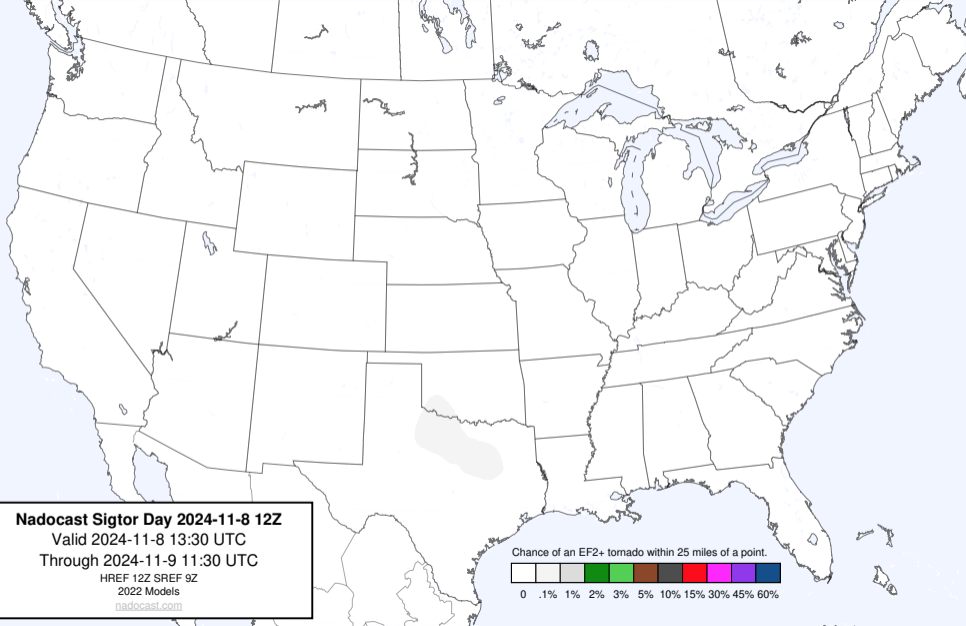 Nadocast Sigtor Day 2024-11-8 12Z
Valid 2024-11-8 13:30 UTC
Through 2024-11-9 11:30 UTC
HREF 12Z SREF 9Z
2022 Models
nadocast.com
Chance of an EF2+ tornado within 25 miles of a point.
0 .1% 1% 2% 3% 5% 10% 15% 30% 45% 60%